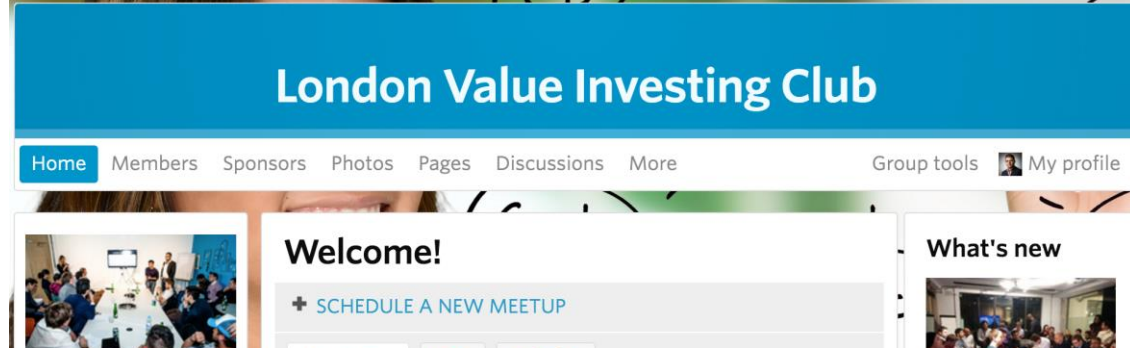 London Value Investing Club
Home Members Sponsors Photos Pages Discussions More Group tools My profile
Welcome!
What's new
+ SCHEDULE A NEW MEETUP